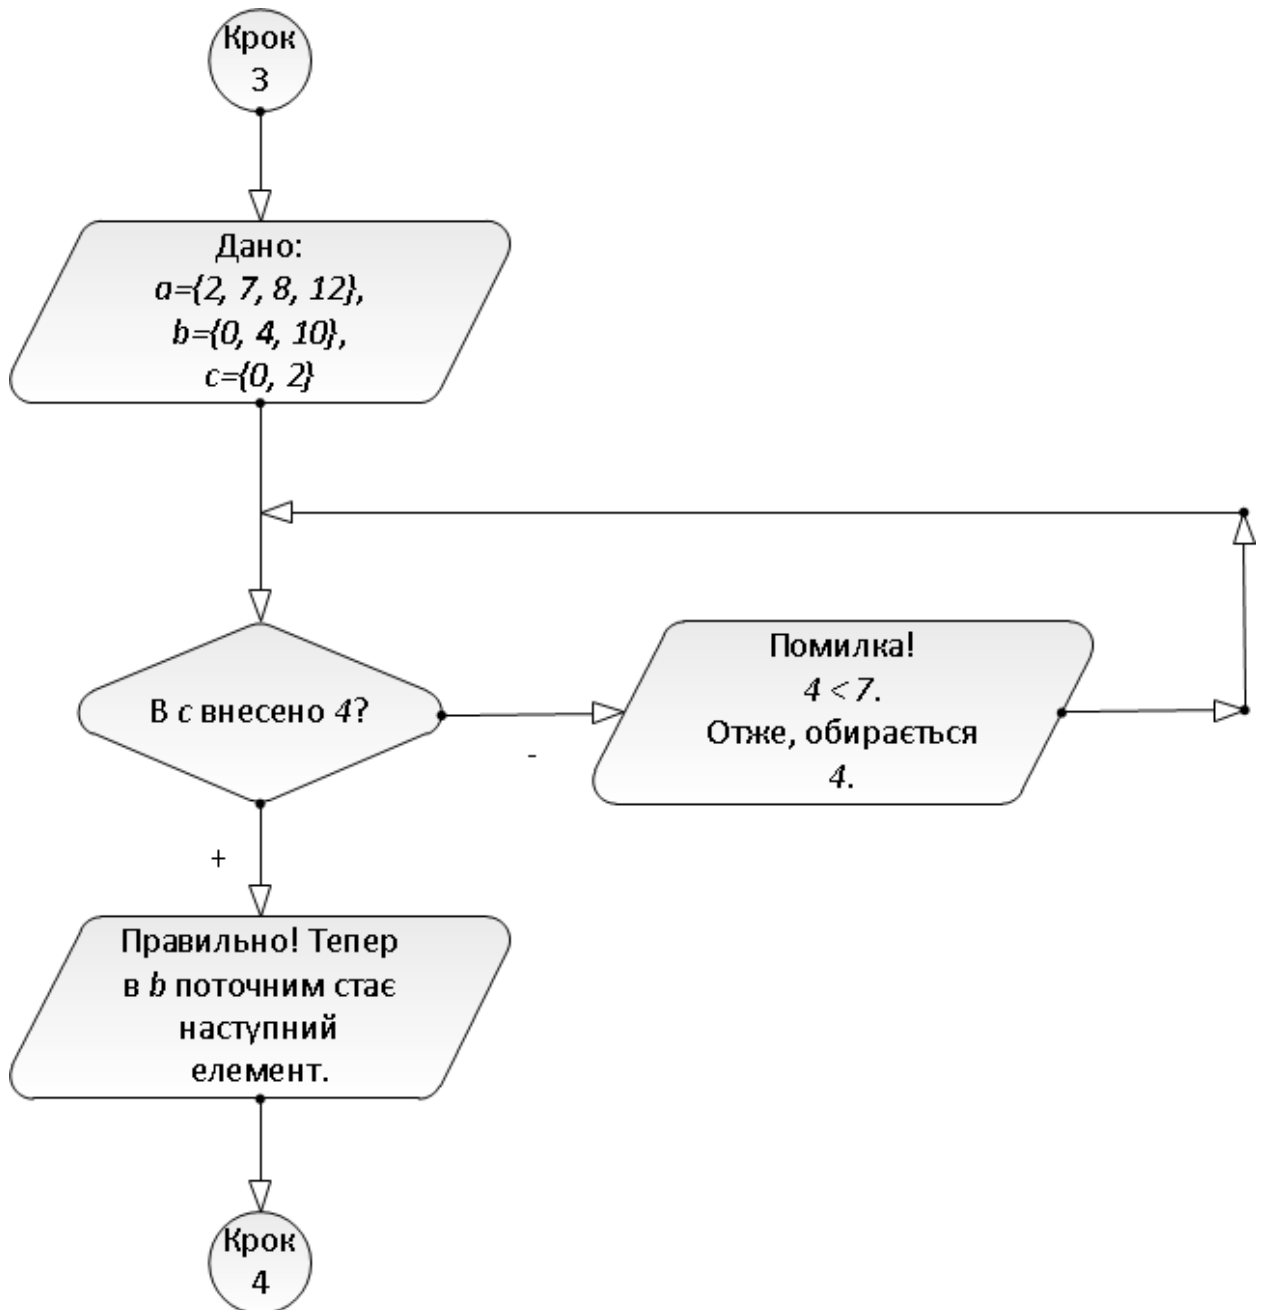 Крок
3
Дано:
a={2, 7, 8, 12},
b={0, 4, 10},
c={0, 2}
В c внесено 4?
Помилка!
4 < 7.
Отже, обирається
4.
-
+
Правильно! Тепер
в b поточним стає
наступний
елемент.
Крок
4